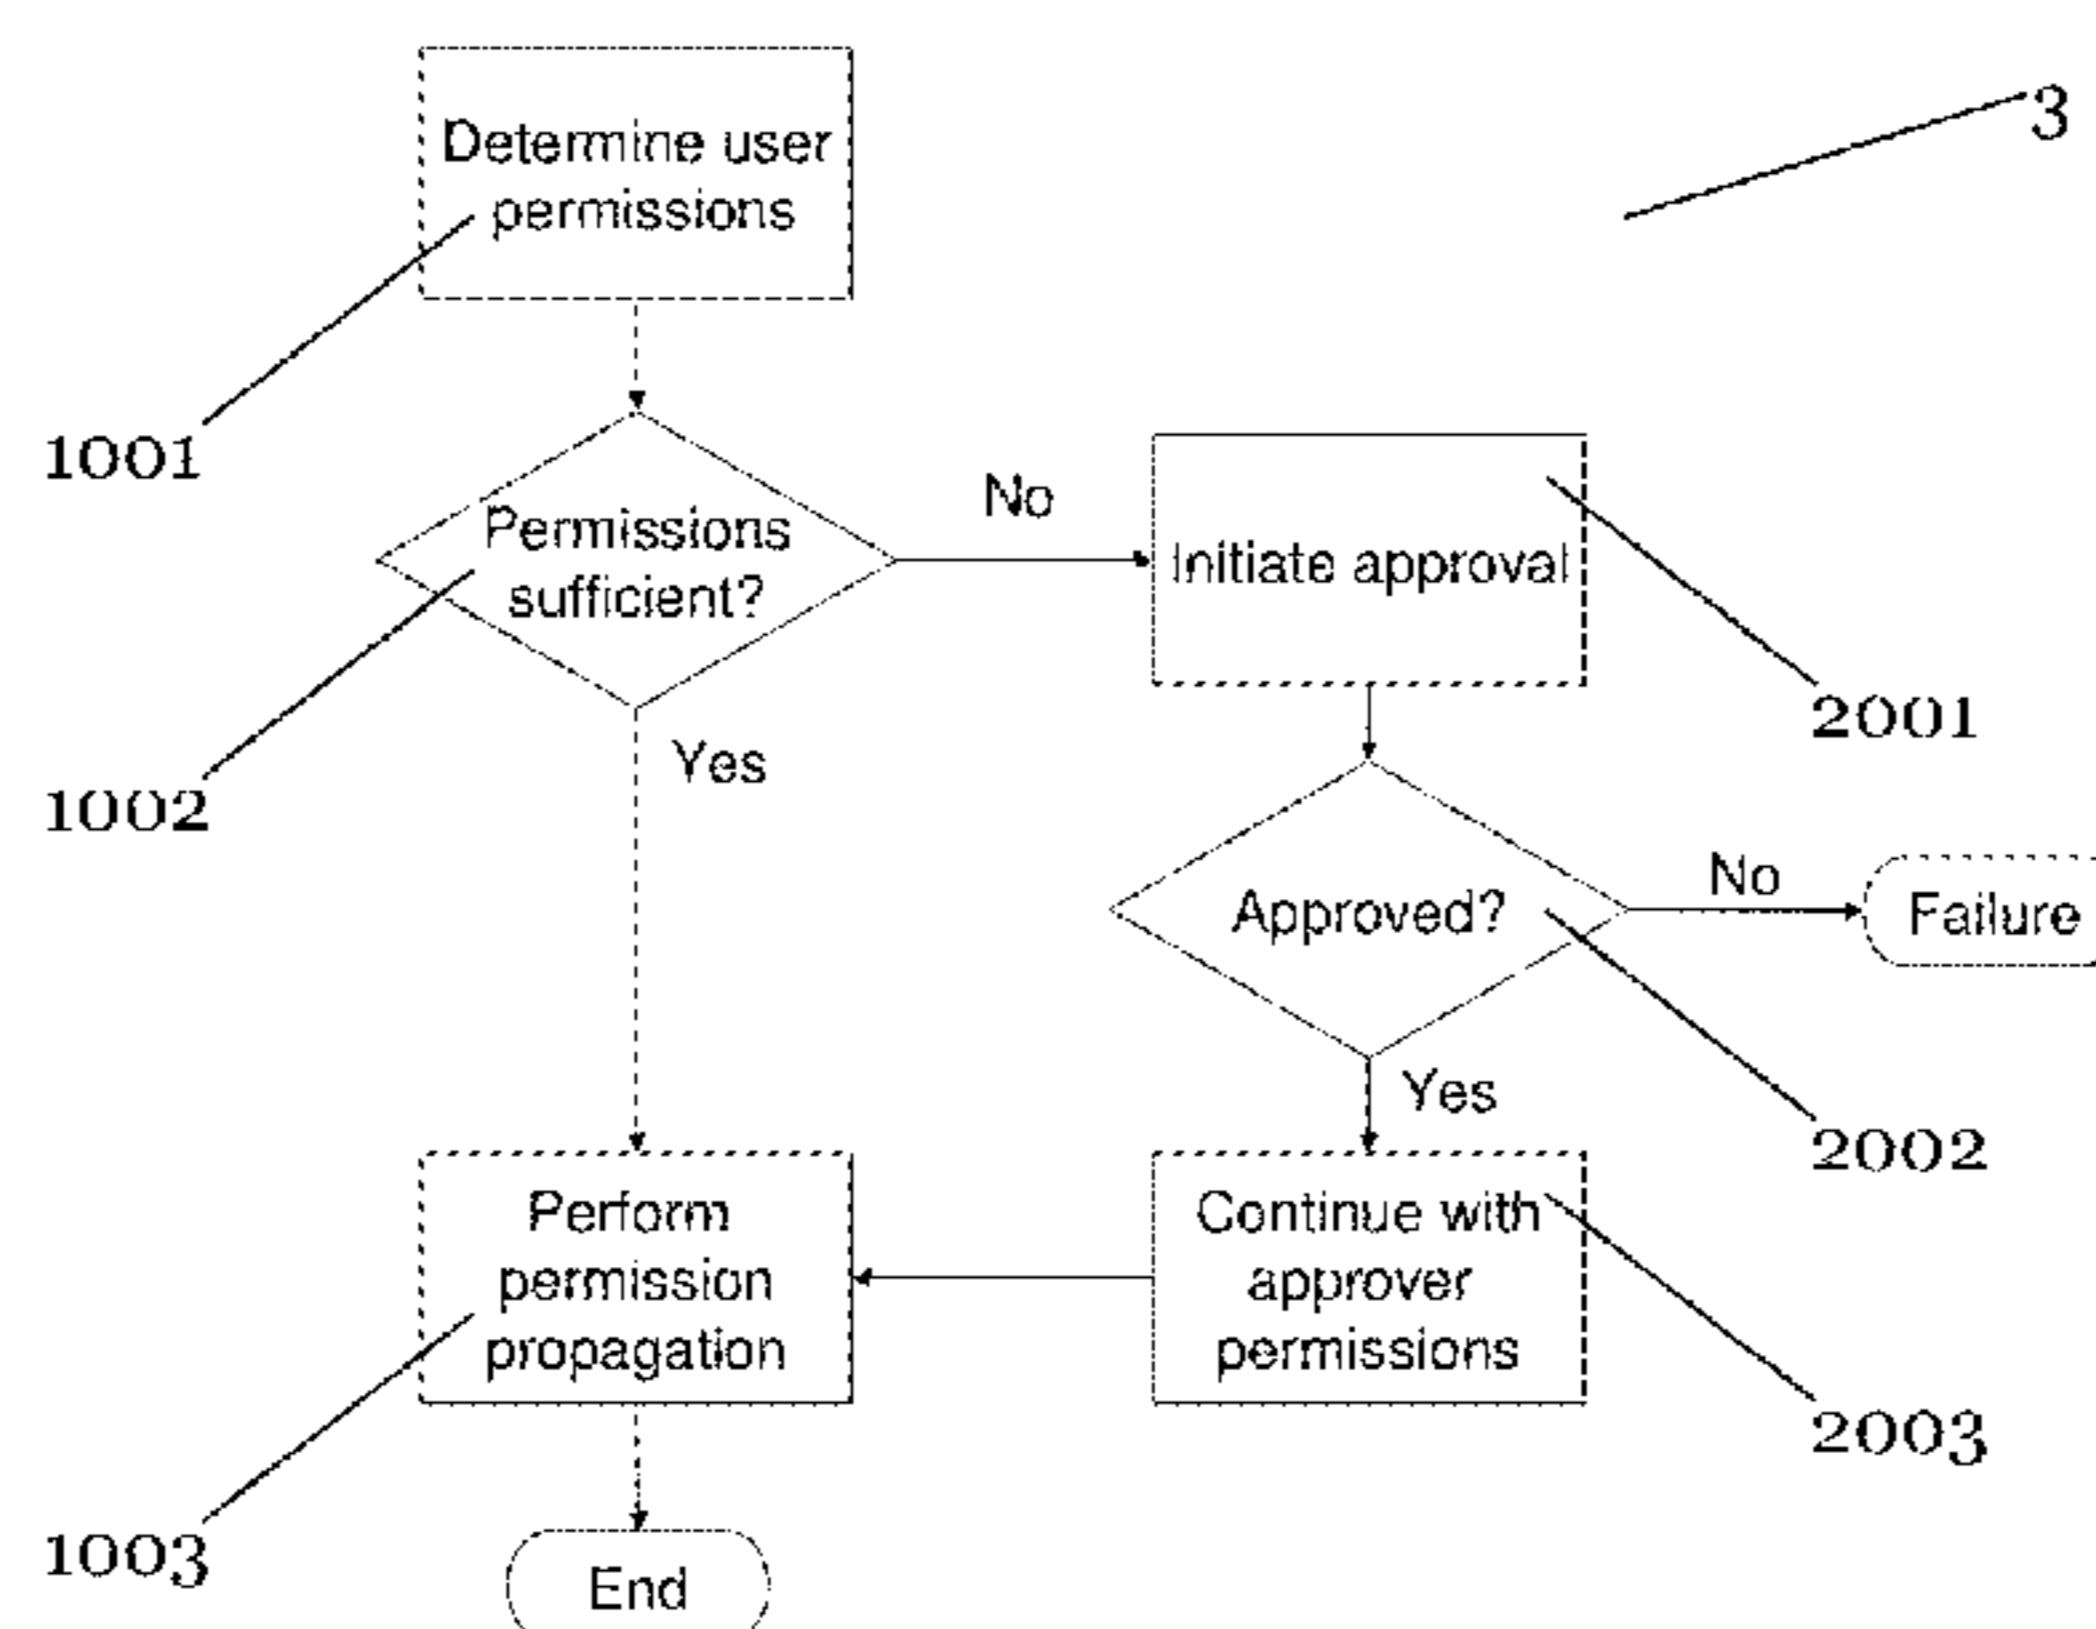 Determine user
permissions
3
1001
Permissions
sufficient?
No
Initiate approval
2001
Yes
1002
Approved?
No
Failure
Yes
2002
Perform
permission
propagation
Continue with
approver
permissions
2003
1003
End